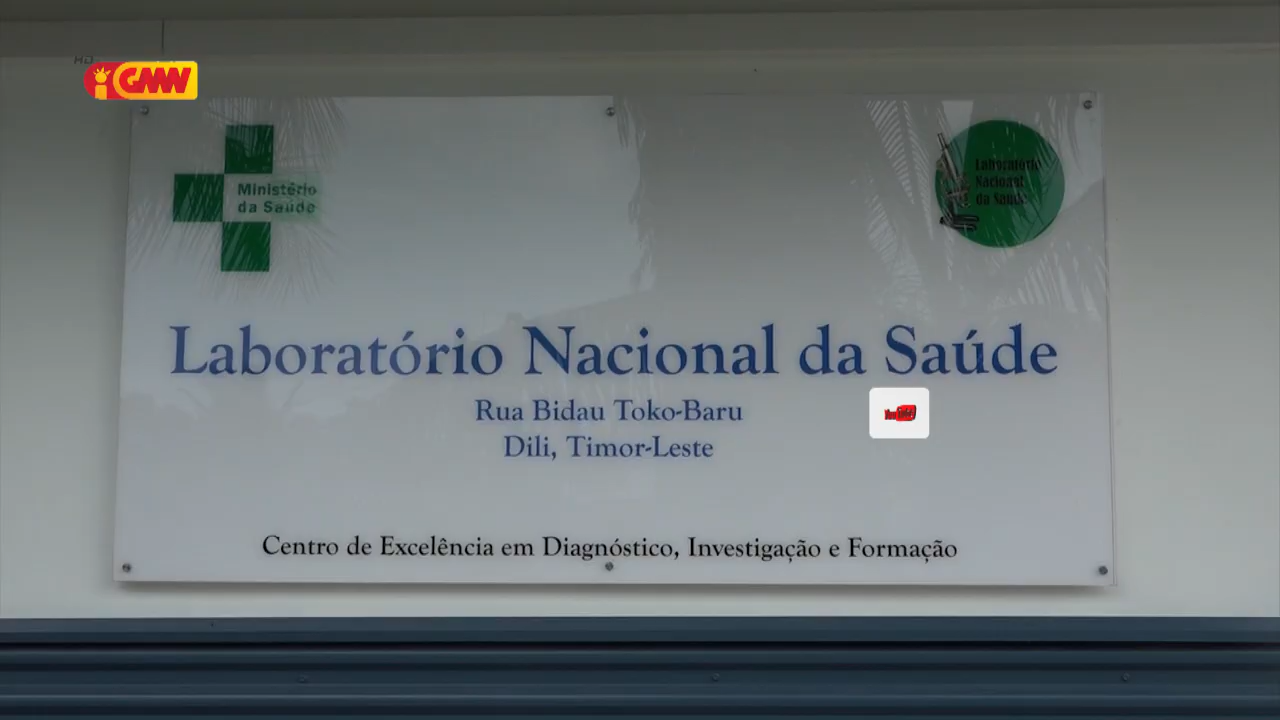 HD
GMN
Ministério
da Saúde
Laboratório
Nacional
da Saúde
Laboratório Nacional da Saúde
Rua Bidau Toko-Baru
Dili, Timor-Leste
Centro de Excelência em Diagnóstico, Investigação e Formação